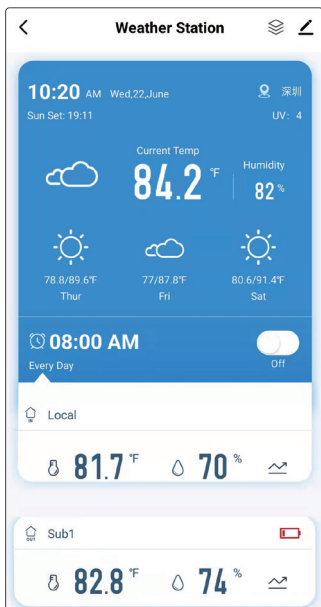 Weather Station
10:20 AM Wed,22,June 深圳
Sun Set: 19:11 UV: 4
Current Temp
84.2 °F
Humidity
82 %
78.8/89.6°F 77/87.8°F 80.6/91.4°F
Thur Fri Sat
08:00 AM
Every Day Off
IN Local
81.7 °F 70 %
OUT Sub1
82.8 °F 74 %